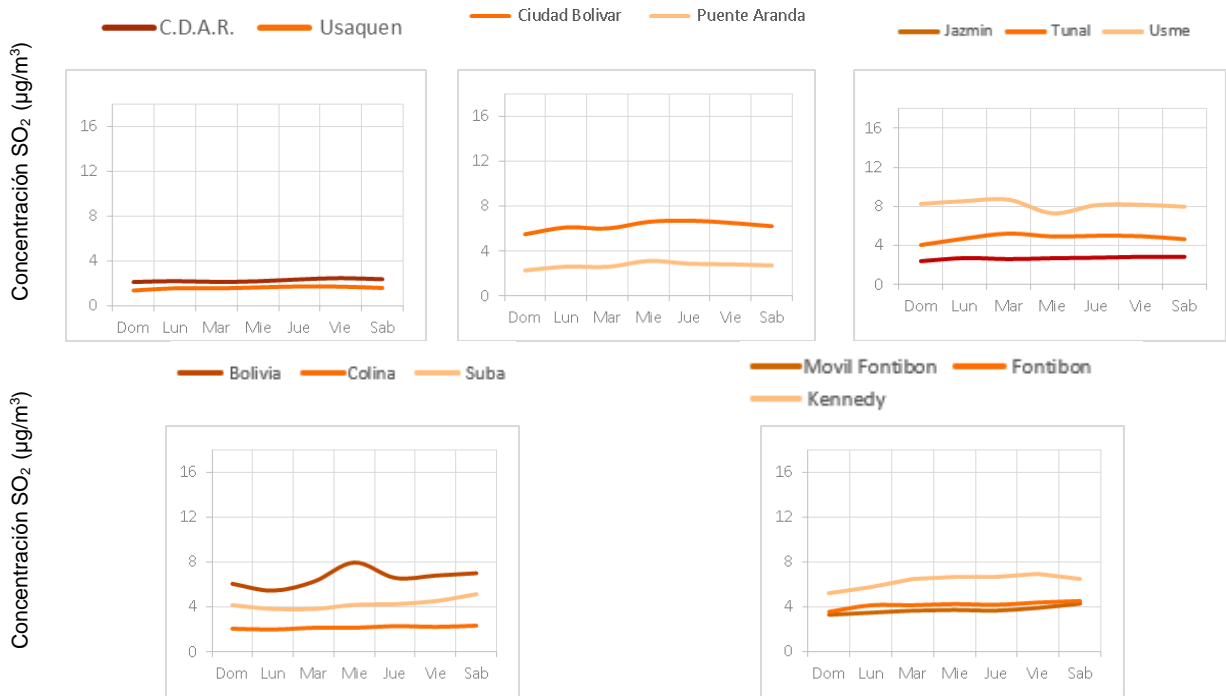 C.D.A.R. Usaquen
Ciudad Bolivar Puente Aranda
Jazmin Tunal Usme
Concentración SO₂ (µg/m³)
16
12
8
4
0
Dom Lun Mar Mie Jue Vie Sab
16
12
8
4
0
Dom Lun Mar Mie Jue Vie Sab
16
12
8
4
0
Dom Lun Mar Mie Jue Vie Sab
Bolivia Colina Suba
Movil Fontibon Fontibon
Kennedy
Concentración SO₂ (µg/m³)
16
12
8
4
0
Dom Lun Mar Mie Jue Vie Sab
16
12
8
4
0
Dom Lun Mar Mie Jue Vie Sab